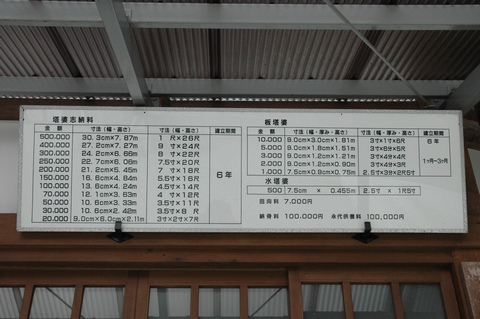 塔婆志納料
金額 寸法(幅・高さ) 寸法(幅・高さ) 建立期間
500.000 30.3cm×7.87m 1 尺×26尺
400.000 27.2cm×7.27m 9 寸×24尺
300.000 24.2cm×6.66m 8 寸×22尺
250.000 22.7cm×6.06m 7.5寸×20尺
200.000 21.2cm×5.45m 7 寸×18尺
150.000 16.6cm×4.84m 5.5寸×16尺
100.000 13.6cm×4.24m 4.5寸×14尺
70.000 12.1cm×3.63m 4 寸×12尺
50.000 10.6cm×3.33m 3.5寸×11尺
30.000 10.6cm×2.42m 3.5寸×8 尺
20.000 9.0cm×6.0cm×2.11m 3寸×2寸×7尺
6年
板塔婆
金額 寸法(幅・厚み・高さ) 寸法(幅・厚み・高さ) 建立期間
10.000 9.0cm×3.0cm×1.81m 3寸×1寸×6尺 6年
5.000 9.0cm×1.8cm×1.51m 3寸×6分×5尺
3.000 9.0cm×1.2cm×1.21m 3寸×4分×4尺
2.000 9.0cm×1.2cm×0.90m 3寸×4分×3尺
1.000 7.5cm×0.9cm×0.75m 2.5寸×3分×2尺5寸
1ヶ月~3ヶ月
水塔婆
500 7.5cm × 0.455m 2.5寸 × 1尺5寸
回向料 7.000円
納骨料 100.000円 永代供養料 100,000円